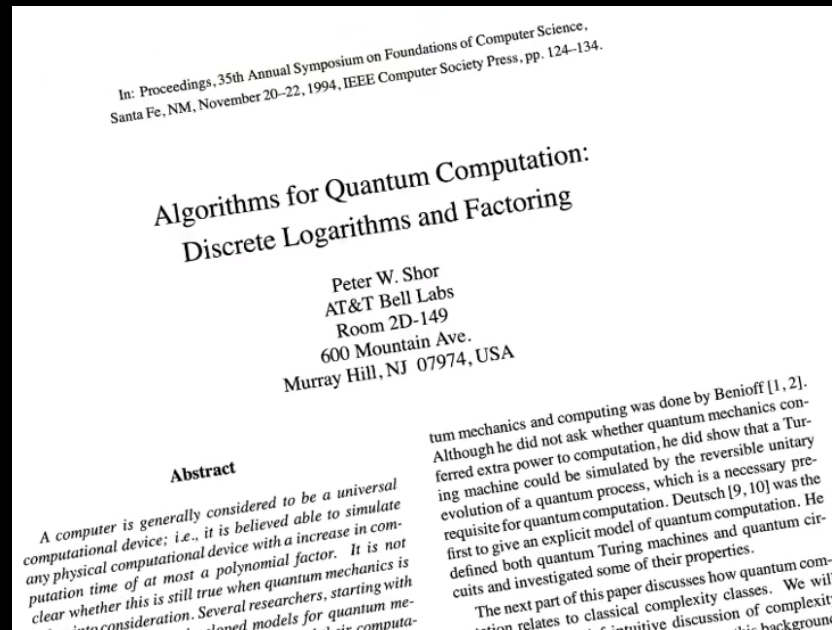 In: Proceedings, 35th Annual Symposium on Foundations of Computer Science,
Santa Fe, NM, November 20–22, 1994, IEEE Computer Society Press, pp. 124–134.
Algorithms for Quantum Computation:
Discrete Logarithms and Factoring
Peter W. Shor
AT&T Bell Labs
Room 2D-149
600 Mountain Ave.
Murray Hill, NJ 07974, USA
Abstract
A computer is generally considered to be a universal
computational device; i.e., it is believed able to simulate
any physical computational device with a increase in com-
putation time of at most a polynomial factor. It is not
clear whether this is still true when quantum mechanics is
consideration. Several researchers, starting with
models for quantum me-
computa-
tum mechanics and computing was done by Benioff [1, 2].
Although he did not ask whether quantum mechanics con-
ferred extra power to computation, he did show that a Tur-
ing machine could be simulated by the reversible unitary
evolution of a quantum process, which is a necessary pre-
requisite for quantum computation. Deutsch [9, 10] was the
first to give an explicit model of quantum computation. He
defined both quantum Turing machines and quantum cir-
cuits and investigated some of their properties.
The next part of this paper discusses how quantum com-
relates to classical complexity classes. We will
intuitive discussion of complexity
background